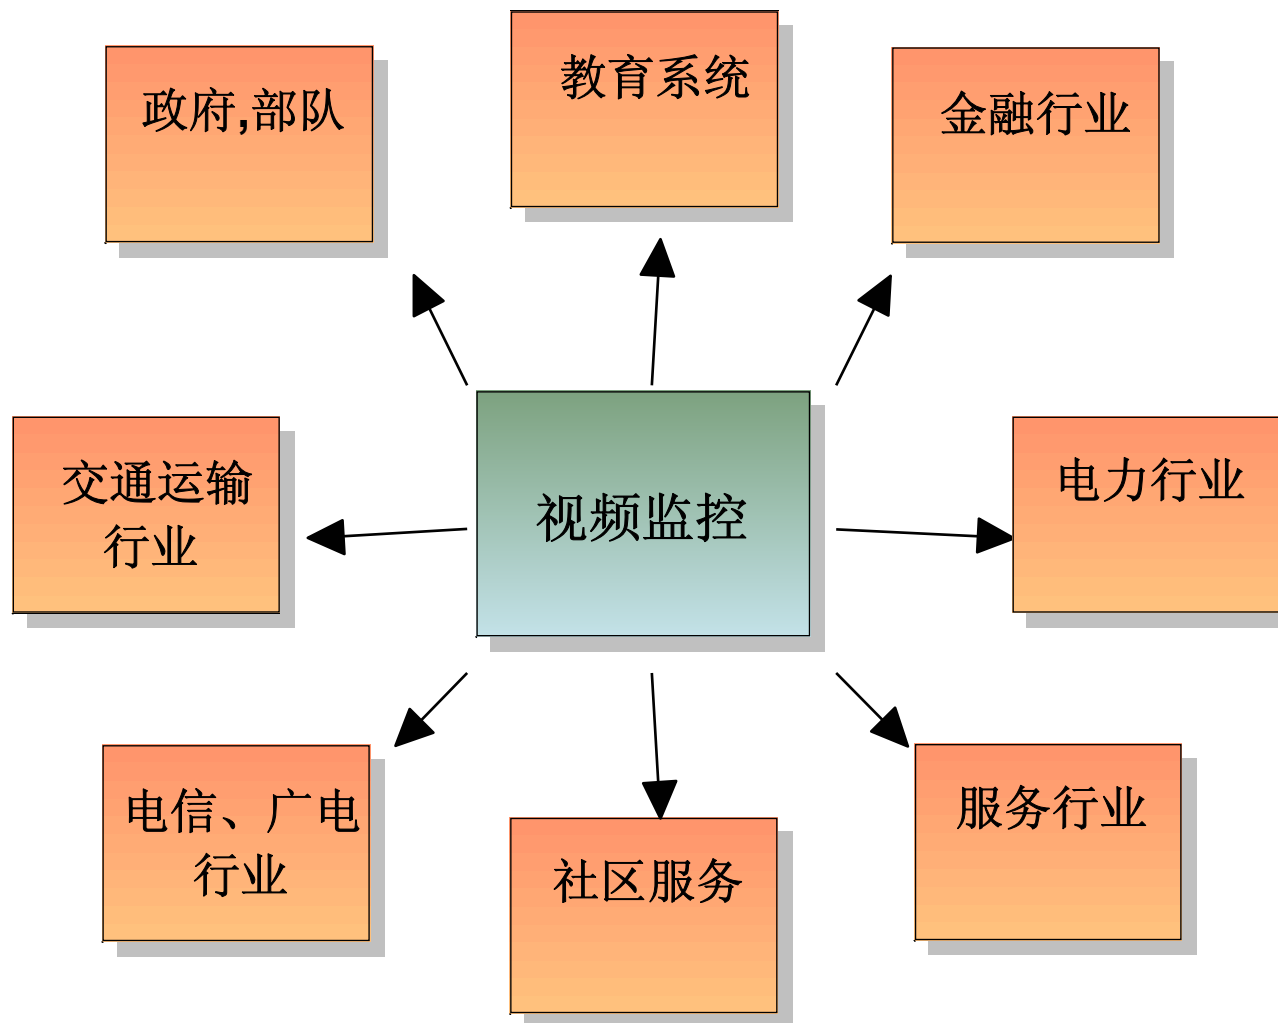 政府,部队
教育系统
金融行业
交通运输
行业
视频监控
电力行业
电信、广电
行业
社区服务
服务行业